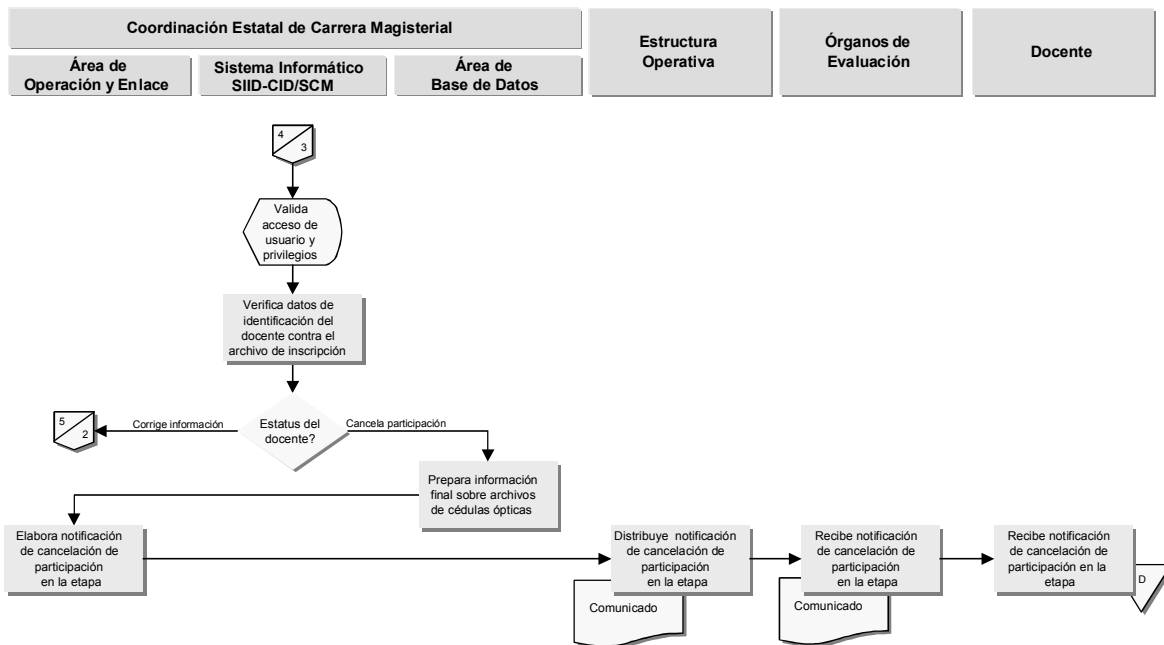 Coordinación Estatal de Carrera Magisterial
Estructura
Operativa
Órganos de
Evaluación
Docente
Área de
Operación y Enlace
Sistema Informático
SIID-CID/SCM
Área de
Base de Datos
4
3
Valida
acceso de
usuario y
privilegios
Verifica datos de
identificación del
docente contra el
archivo de inscripción
5
2
Corrige información
Estatus del
docente?
Cancela participación
Prepara información
final sobre archivos
de cédulas ópticas
Elabora notificación
de cancelación de
participación
en la etapa
Distribuye notificación
de cancelación de
participación
en la etapa
Comunicado
Recibe notificación
de cancelación de
participación
en la etapa
Comunicado
Recibe notificación
de cancelación de
participación en la
etapa
D